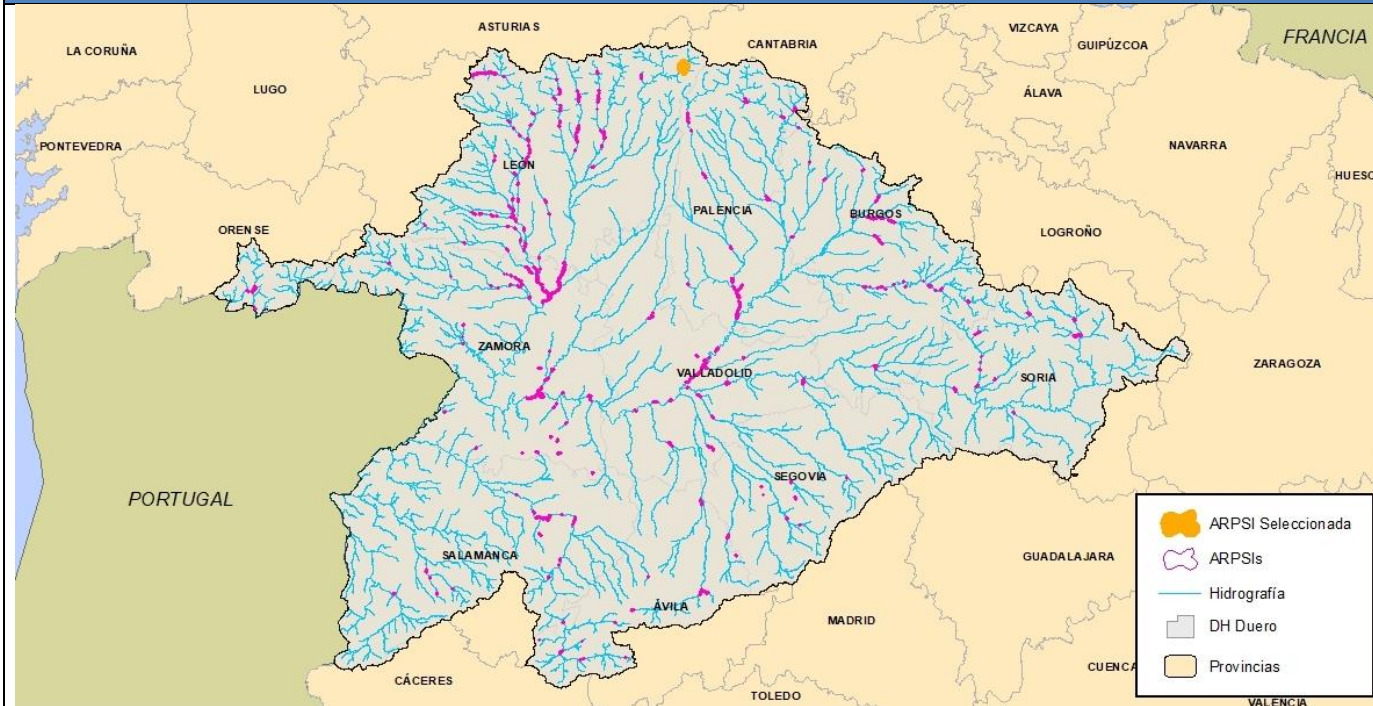 ASTURIAS
VIZCAYA
FRANCIA
LA CORUÑA
CANTABRIA
GUIPÚZCOA
LUGO
ÁLAVA
PONTEVEDRA
NAVARRA
LEÓN
HUESC
PALENCIA
BURGOS
ORENSE
LOGROÑO
ZAMORA
ZARAGOZA
VALLADOLID
SORIA
SEGOVIA
PORTUGAL
SALAMANCA
GUADALAJARA
ÁVILA
MADRID
CÁCERES
CUENCA
TOLEDO
VALENCIA
ARPSI Seleccionada
ARPSIs
Hidrografía
DH Duero
Provincias